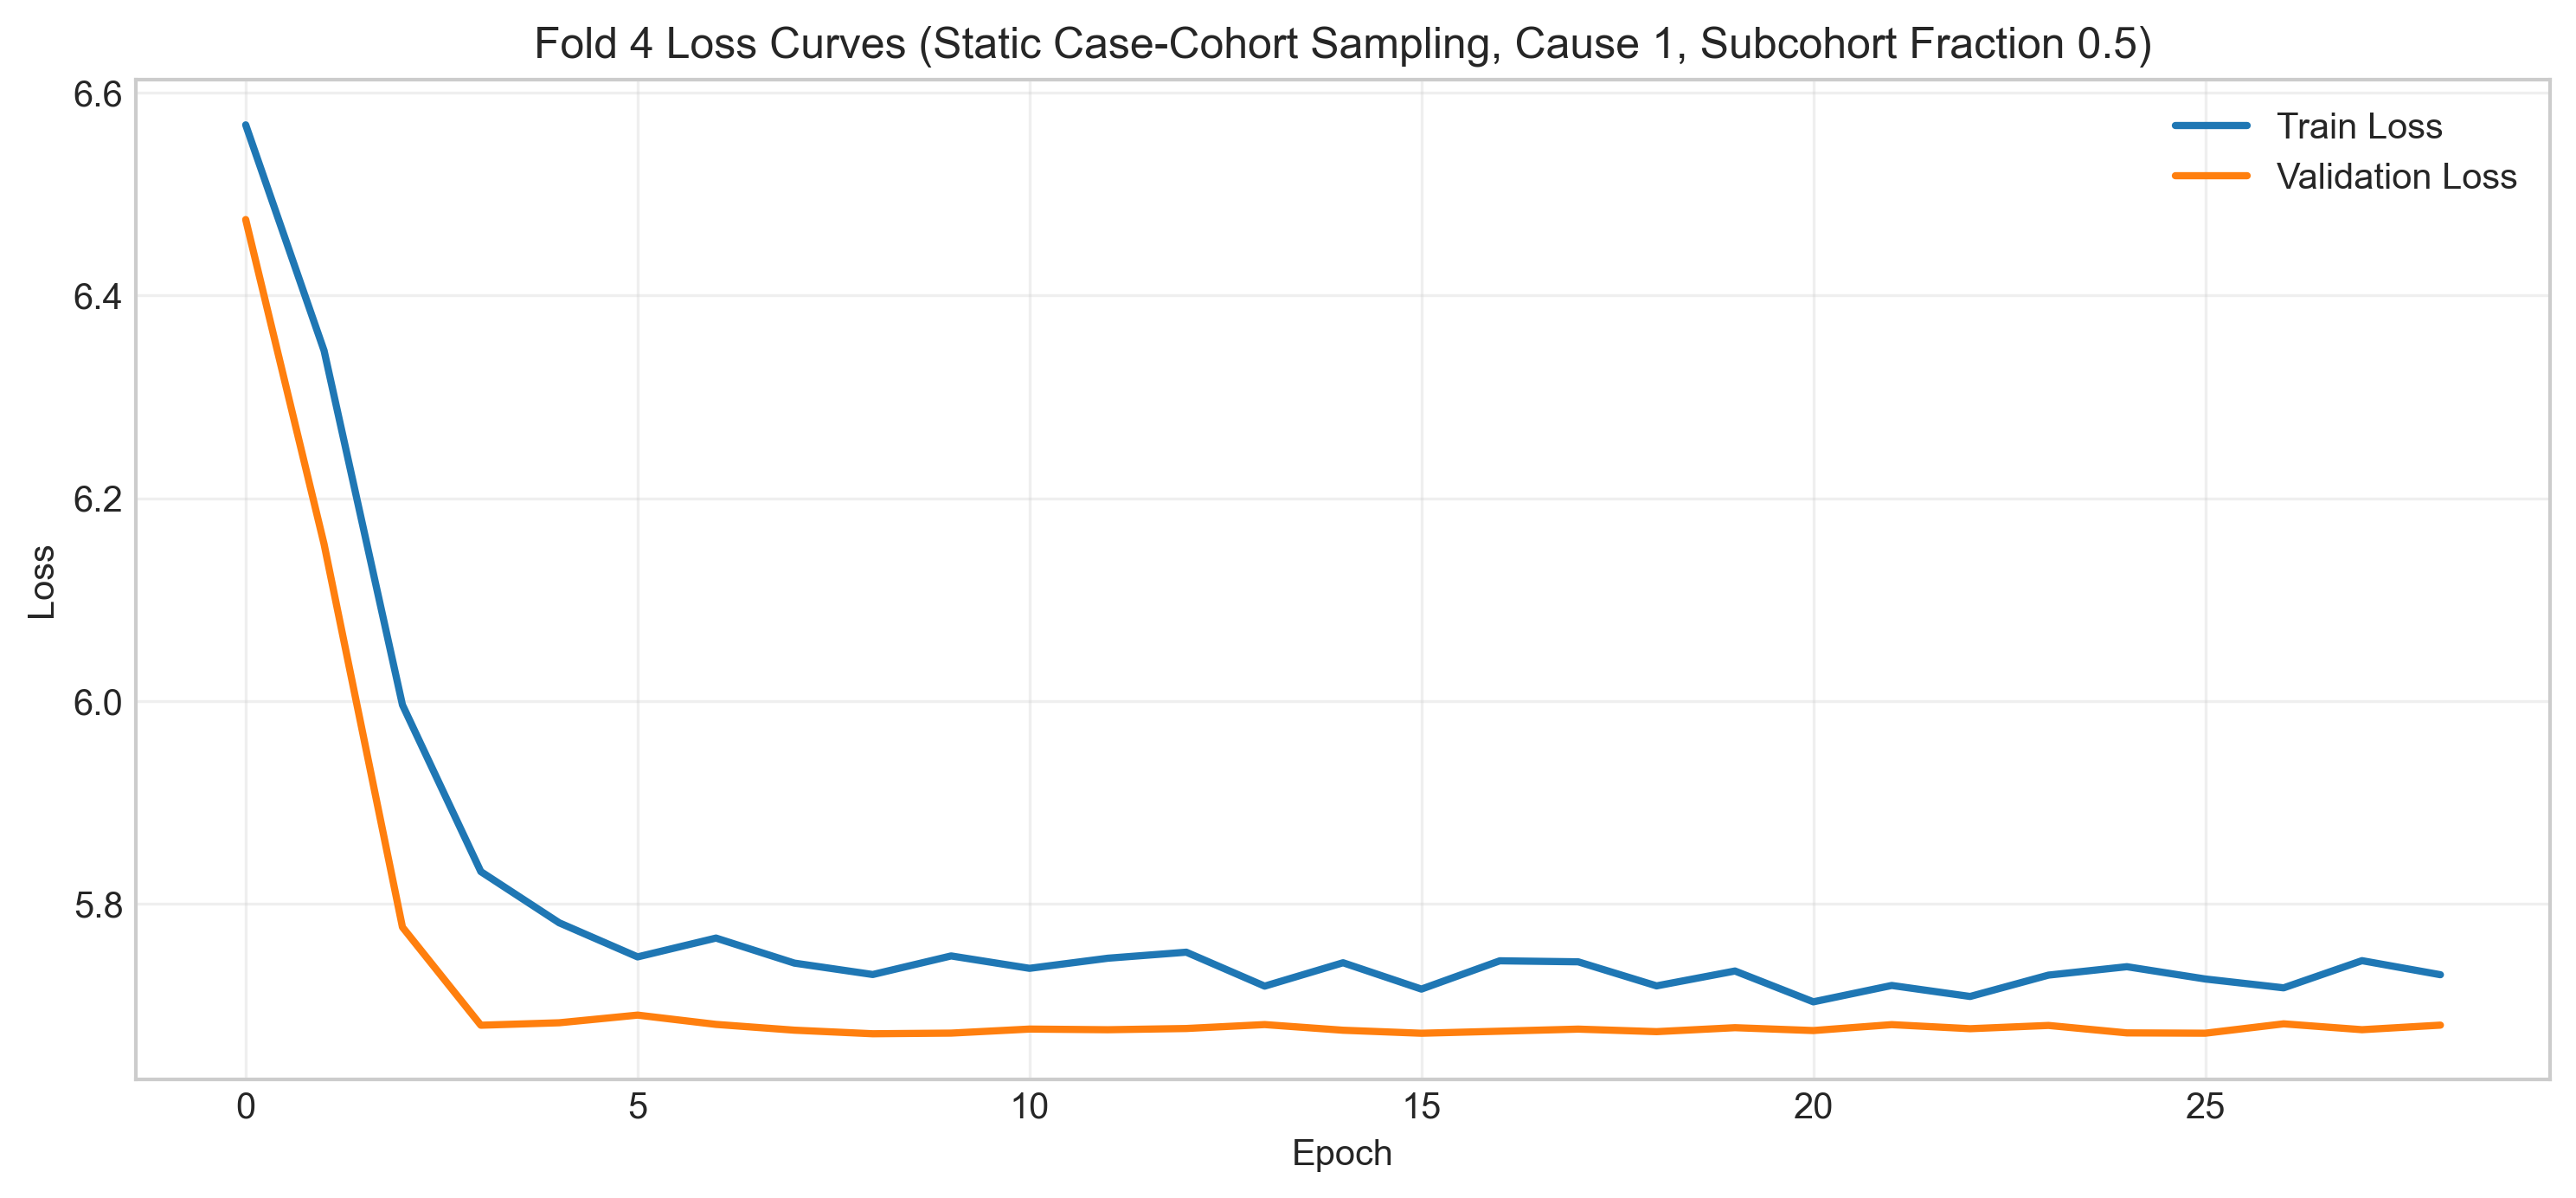 Fold 4 Loss Curves (Static Case-Cohort Sampling, Cause 1, Subcohort Fraction 0.5)
Train Loss
Validation Loss
6.6
6.4
6.2
6.0
5.8
Loss
0 5 10 15 20 25
Epoch